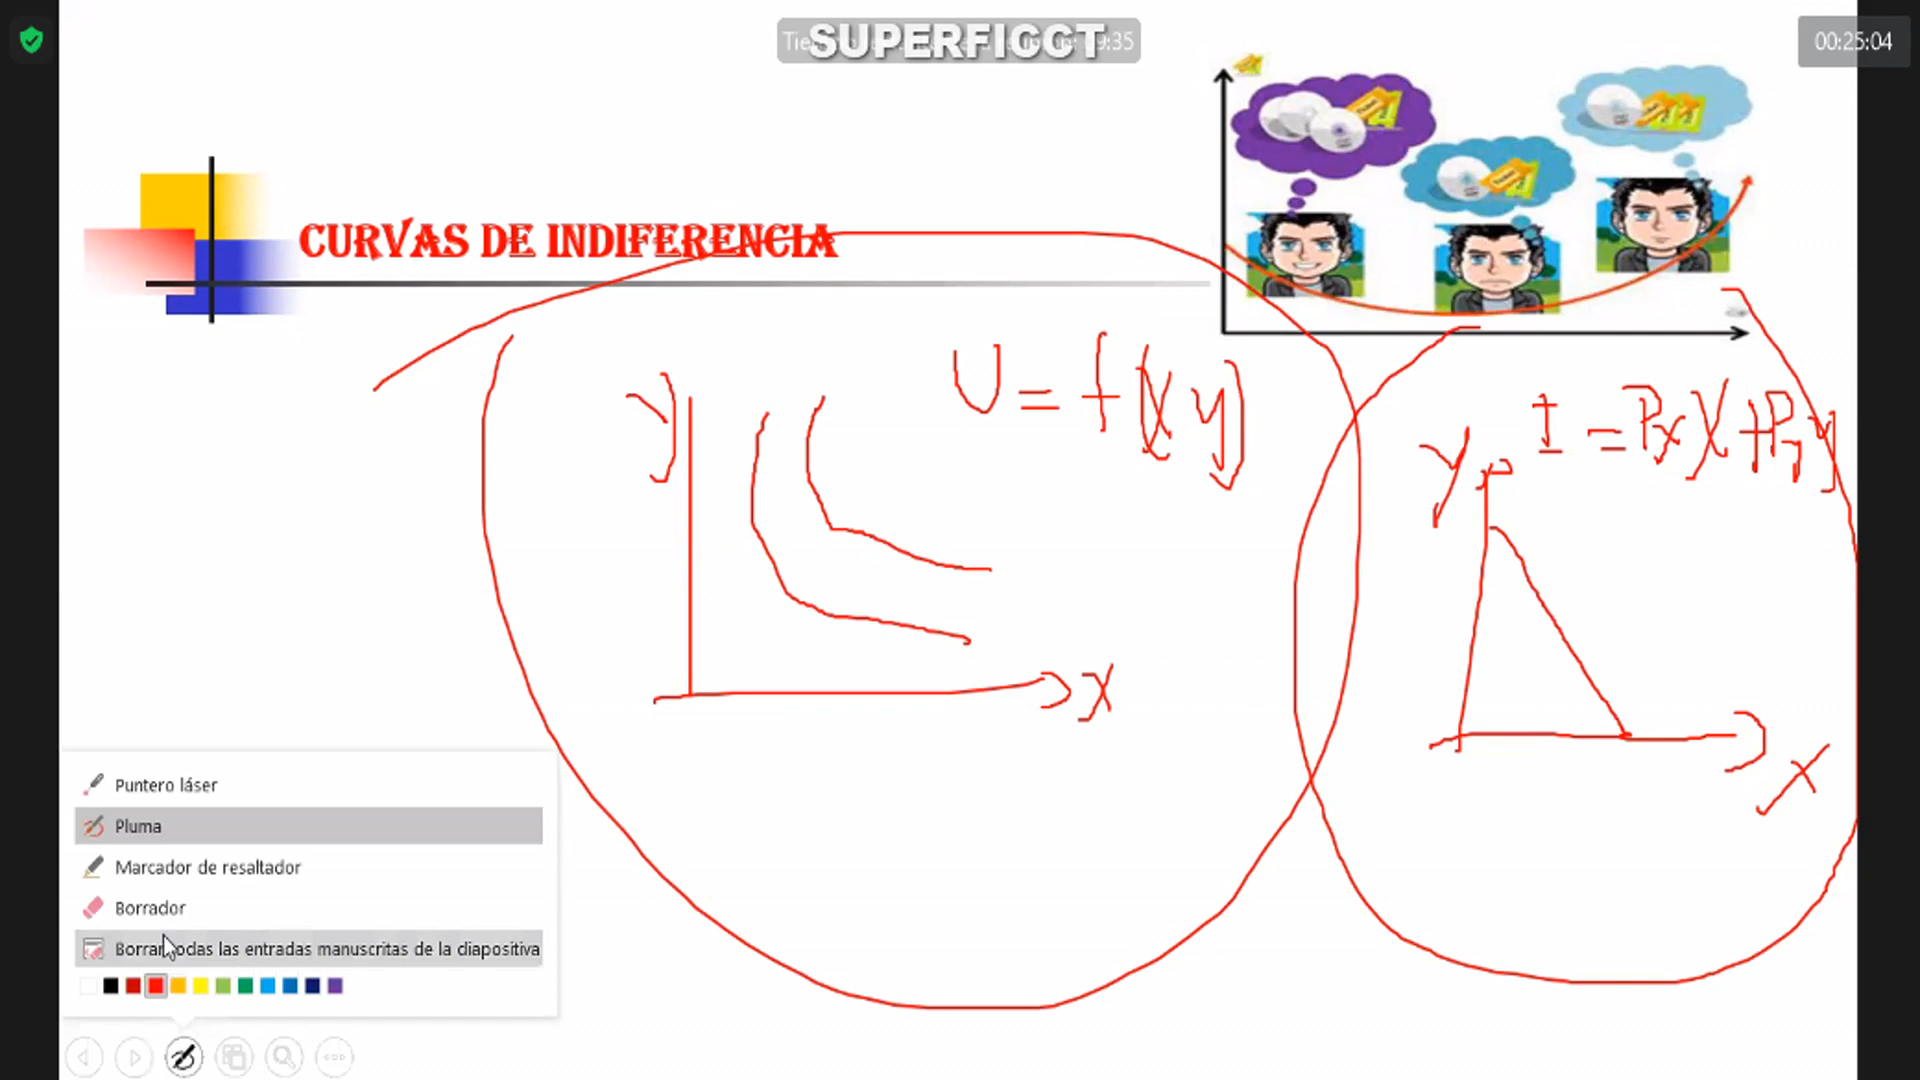 SUPERFICCT
00:25:04
CURVAS DE INDIFERENCIA
y
U = f(x y)
x
y
I = Px X + Py y
x
Puntero láser
Pluma
Marcador de resaltador
Borrador
Borrar todas las entradas manuscritas de la diapositiva